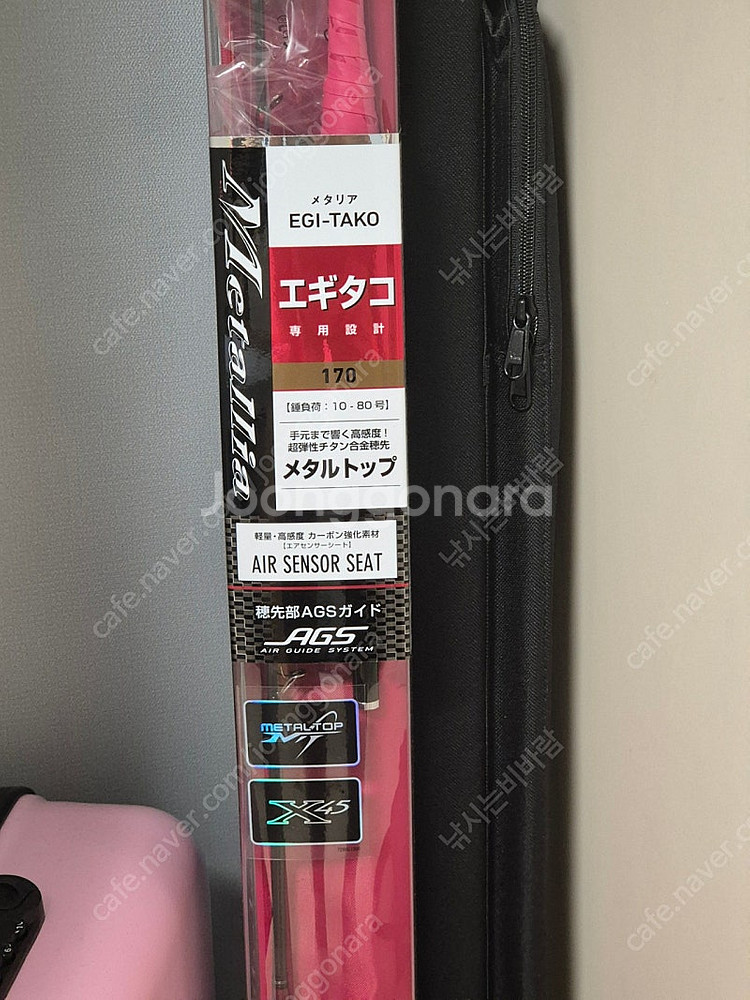 Metallia
メタリア
EGI-TAKO
エギタコ
専用設計
170
【錘負荷：10-80号】
手元まで響く高感度！
超弾性チタン合金穂先
メタルトップ
軽量・高感度 カーボン強化素材
【エアセンサーシート】
AIR SENSOR SEAT
穂先部AGSガイド
AGS
AIR GUIDE SYSTEM
METAL-TOP
MT
X45
Joonggonara
cafe.naver.com/joonggonara
낚시는비바람